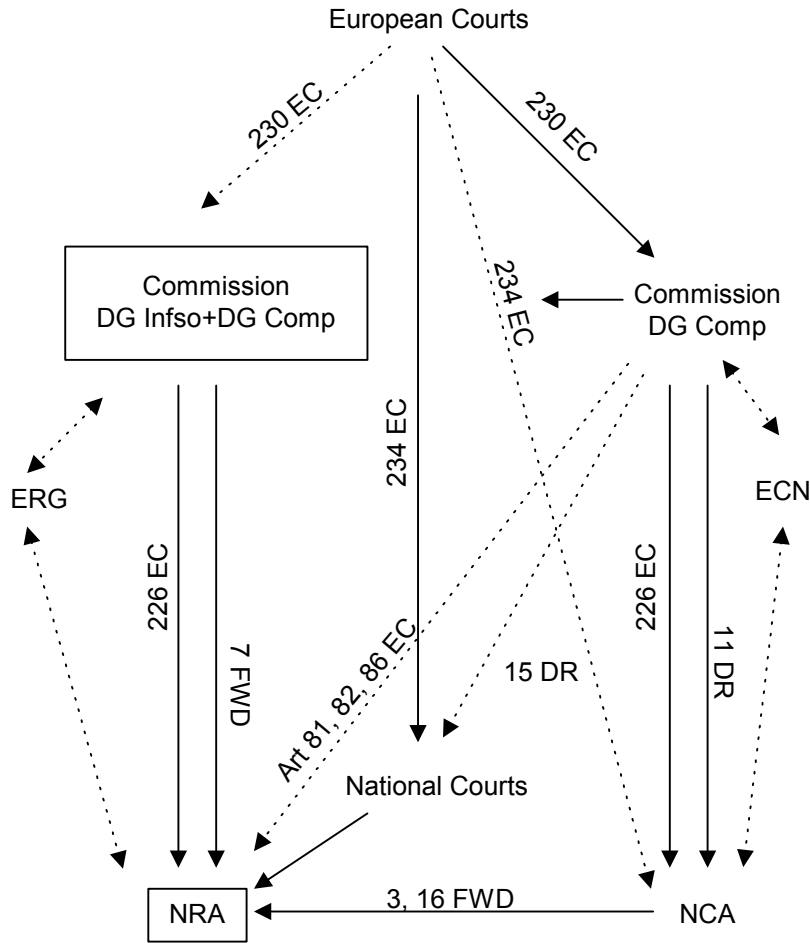 European Courts
230 EC
230 EC
234 EC
Commission
DG Infso+DG Comp
Commission
DG Comp
234 EC
ERG
ECN
226 EC
7 FWD
226 EC
11 DR
Art 81, 82, 86 EC
15 DR
National Courts
NRA
3, 16 FWD
NCA